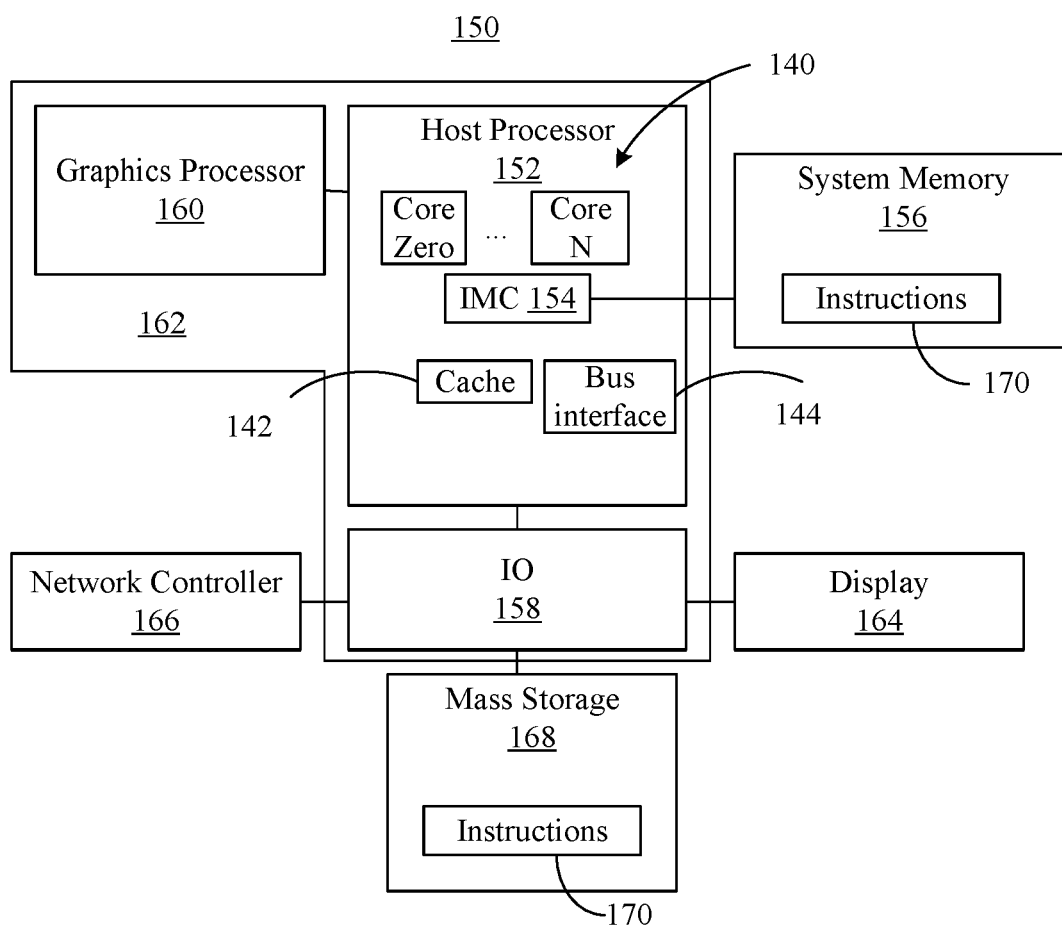 150
140
Host Processor
152
Graphics Processor
160
System Memory
156
Core
Zero
...
Core
N
IMC 154
Instructions
162
170
Cache
Bus
interface
142
144
IO
158
Network Controller
166
Display
164
Mass Storage
168
Instructions
170